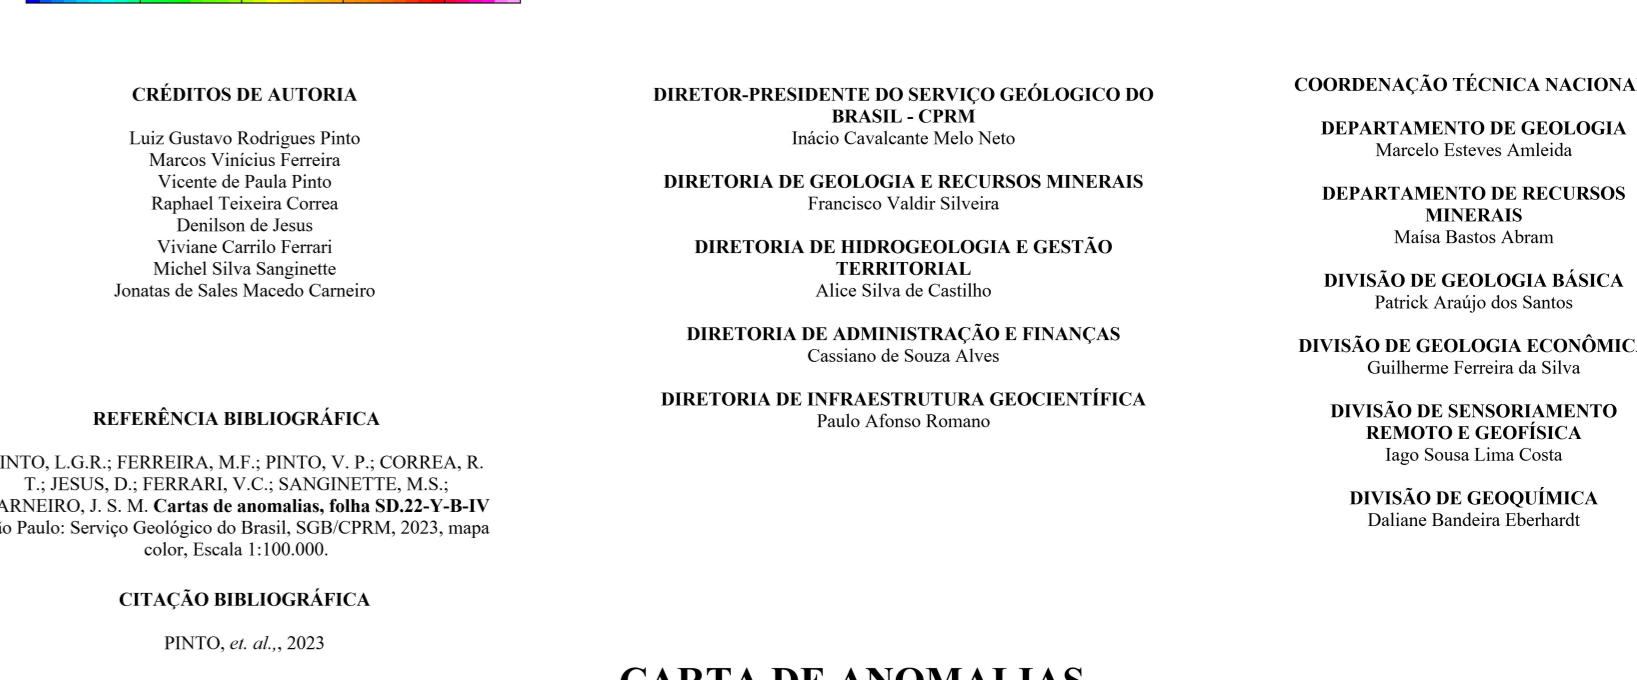 CRÉDITOS DE AUTORIA
Luiz Gustavo Rodrigues Pinto
Marcos Vinícius Ferreira
Vicente de Paula Pinto
Raphael Teixeira Correa
Denilson de Jesus
Viviane Carrilo Ferrari
Michel Silva Sanginette
Jonatas de Sales Macedo Carneiro
REFERÊNCIA BIBLIOGRÁFICA
INTO, L.G.R.; FERREIRA, M.F.; PINTO, V. P.; CORREA, R.
T.; JESUS, D.; FERRARI, V.C.; SANGINETTE, M.S.;
ARNEIRO, J. S. M. Cartas de anomalias, folha SD.22-Y-B-IV
ão Paulo: Serviço Geológico do Brasil, SGB/CPRM, 2023, mapa
color, Escala 1:100.000.
CITAÇÃO BIBLIOGRÁFICA
PINTO, et. al.,, 2023
DIRETOR-PRESIDENTE DO SERVIÇO GEÓLOGICO DO
BRASIL - CPRM
Inácio Cavalcante Melo Neto
DIRETORIA DE GEOLOGIA E RECURSOS MINERAIS
Francisco Valdir Silveira
DIRETORIA DE HIDROGEOLOGIA E GESTÃO
TERRITORIAL
Alice Silva de Castilho
DIRETORIA DE ADMINISTRAÇÃO E FINANÇAS
Cassiano de Souza Alves
DIRETORIA DE INFRAESTRUTURA GEOCIENTÍFICA
Paulo Afonso Romano
COORDENAÇÃO TÉCNICA NACIONA
DEPARTAMENTO DE GEOLOGIA
Marcelo Esteves Amleida
DEPARTAMENTO DE RECURSOS
MINERAIS
Maísa Bastos Abram
DIVISÃO DE GEOLOGIA BÁSICA
Patrick Araújo dos Santos
DIVISÃO DE GEOLOGIA ECONÔMIC
Guilherme Ferreira da Silva
DIVISÃO DE SENSORIAMENTO
REMOTO E GEOFÍSICA
Iago Sousa Lima Costa
DIVISÃO DE GEOQUÍMICA
Daliane Bandeira Eberhardt
CARTA DE ANOMALIAS